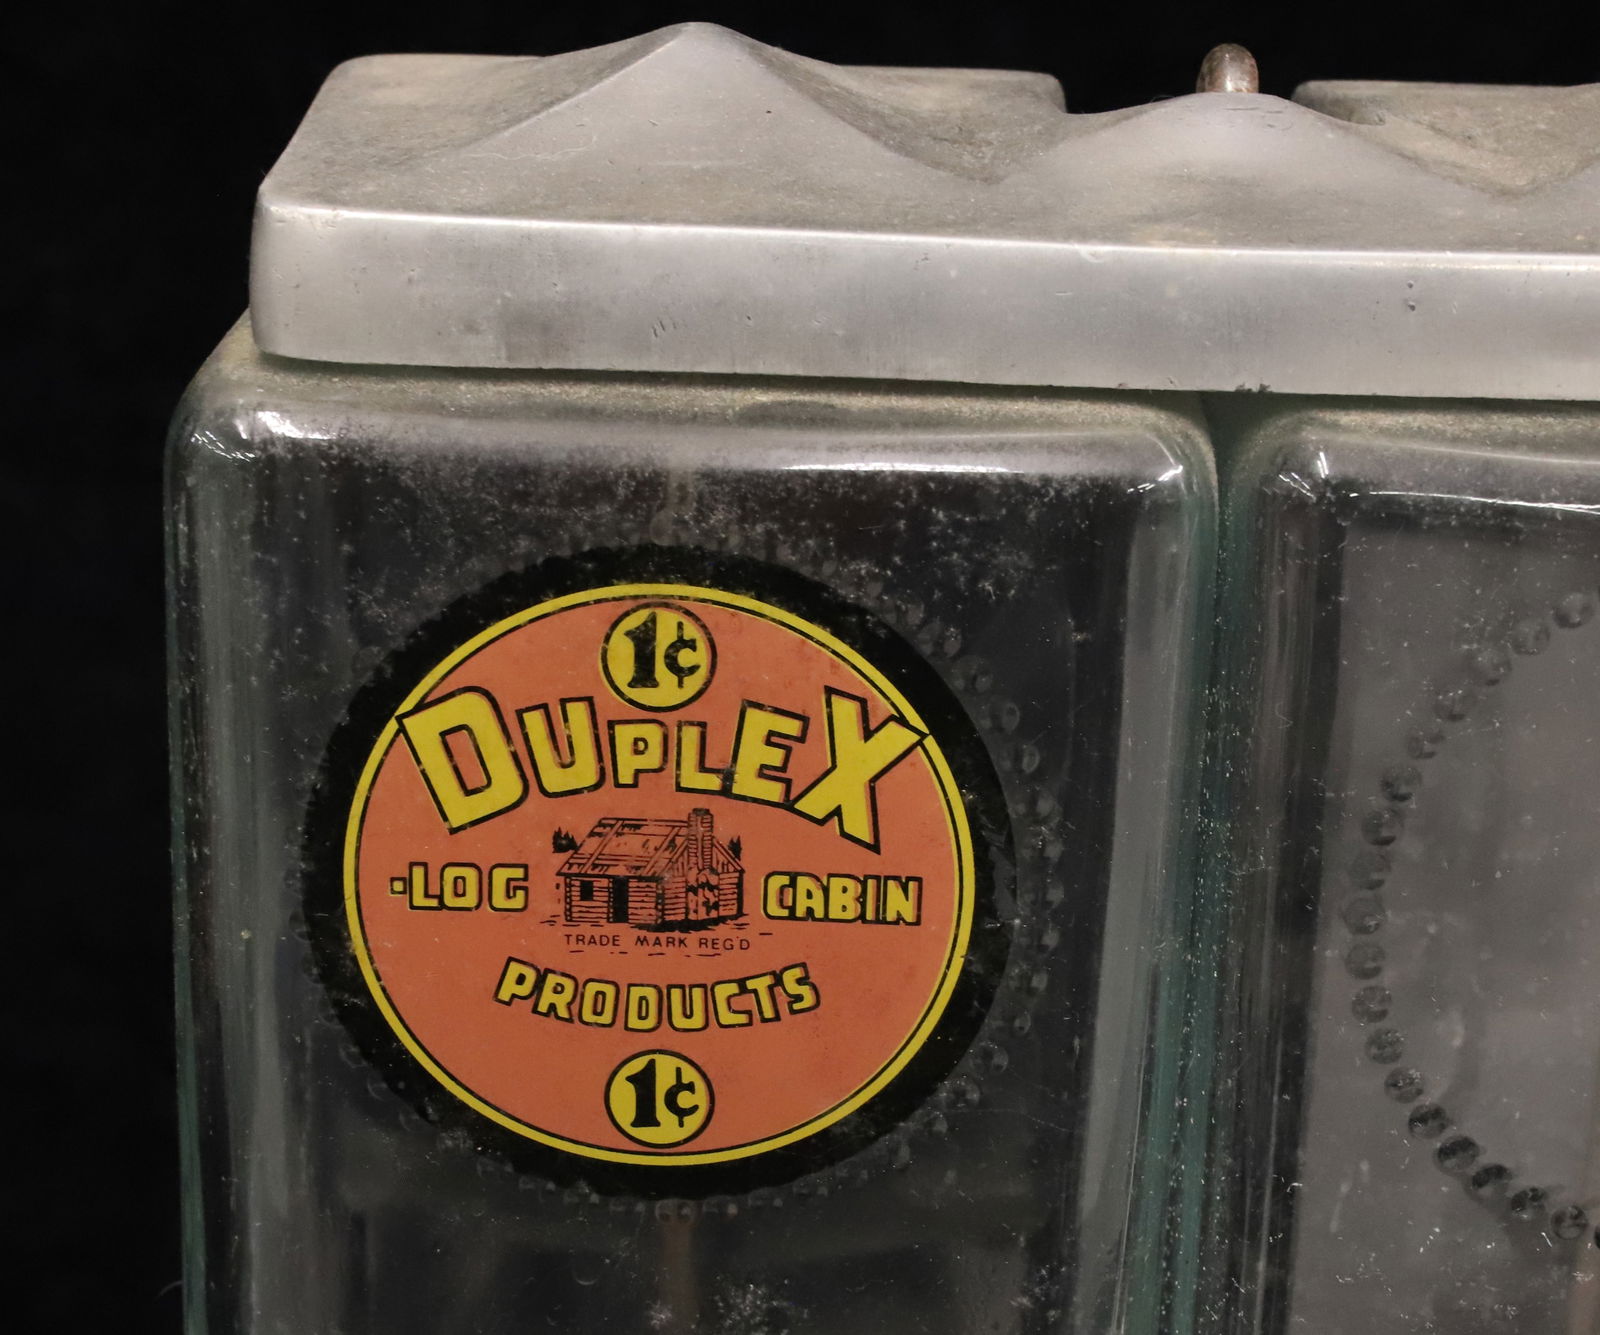 1¢
DUPLEX
·LOG CABIN
TRADE MARK REG'D
PRODUCTS
1¢